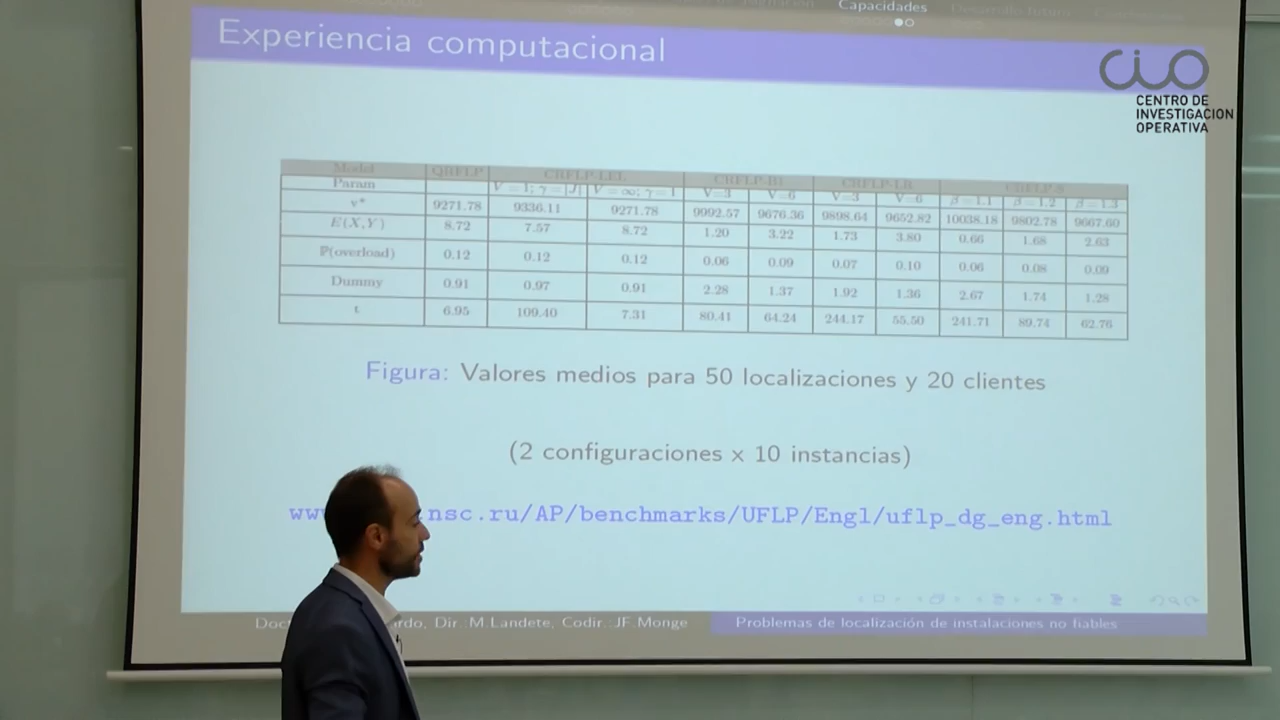 Capacidades
Experiencia computacional
CIO
CENTRO DE
INVESTIGACION
OPERATIVA
Model QRFLP CRFLP-LEL CRFLP-BI CRFLP-LR CRFLP-S
Param V = 1; γ = |J| V = ∞; γ = 1 V=3 V=6 V=3 V=6 β = 1.1 β = 1.2 β = 1.3
v* 9271.78 9336.11 9271.78 9992.57 9676.36 9898.64 9652.82 10038.18 9802.78 9667.60
E(X,Y) 8.72 7.57 8.72 1.20 3.22 1.73 3.80 0.66 1.68 2.63
ℙ(overload) 0.12 0.12 0.12 0.06 0.09 0.07 0.10 0.06 0.08 0.09
Dummy 0.91 0.97 0.91 2.28 1.37 1.92 1.36 2.67 1.74 1.28
t 6.95 109.40 7.31 80.41 64.24 244.17 55.50 241.71 89.74 62.76
Figura: Valores medios para 50 localizaciones y 20 clientes
(2 configuraciones x 10 instancias)
nsc.ru/AP/benchmarks/UFLP/Engl/uflp_dg_eng.html
Dir.:M.Landete, Codir.:JF.Monge
Problemas de localización de instalaciones no fiables